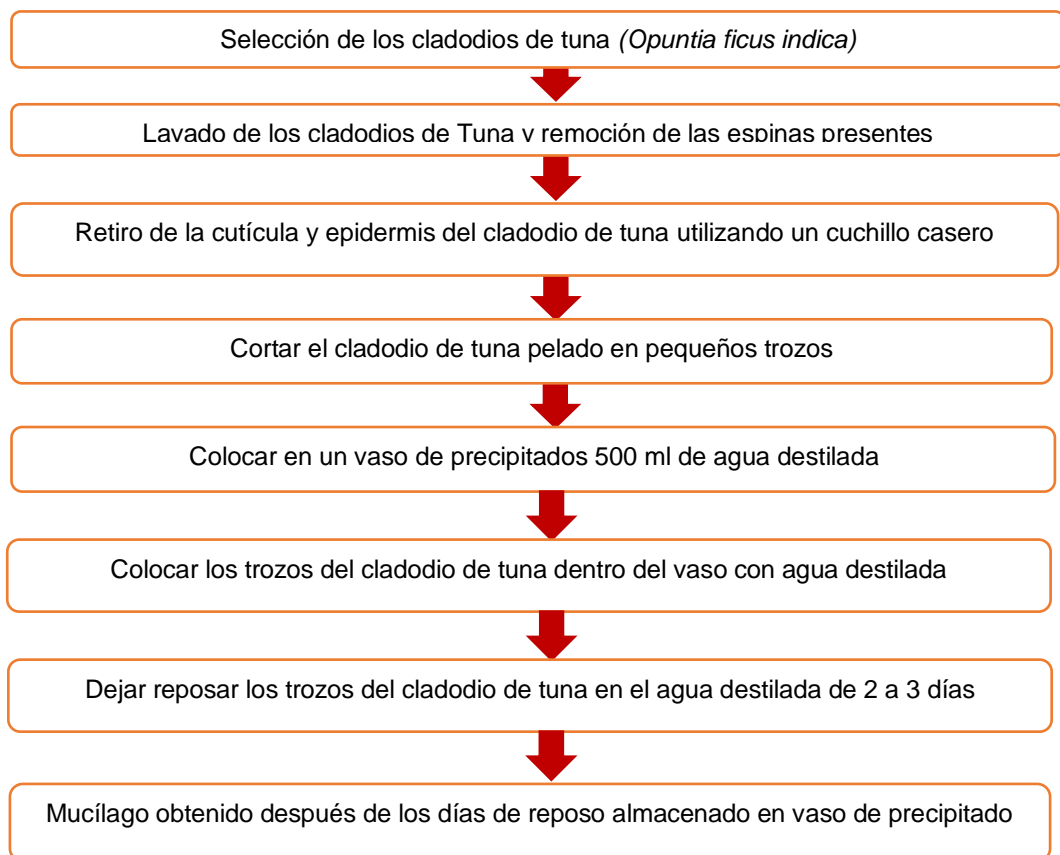 Selección de los cladodios de tuna (Opuntia ficus indica)
Lavado de los cladodios de Tuna y remoción de las espinas presentes
Retiro de la cutícula y epidermis del cladodio de tuna utilizando un cuchillo casero
Cortar el cladodio de tuna pelado en pequeños trozos
Colocar en un vaso de precipitados 500 ml de agua destilada
Colocar los trozos del cladodio de tuna dentro del vaso con agua destilada
Dejar reposar los trozos del cladodio de tuna en el agua destilada de 2 a 3 días
Mucílago obtenido después de los días de reposo almacenado en vaso de precipitado